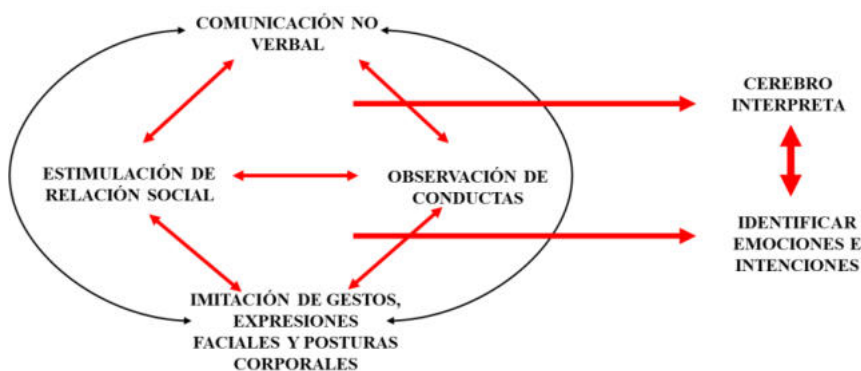 COMUNICACIÓN NO
VERBAL
CEREBRO
INTERPRETA
ESTIMULACIÓN DE
RELACIÓN SOCIAL
OBSERVACIÓN DE
CONDUCTAS
IDENTIFICAR
EMOCIONES E
INTENCIONES
IMITACIÓN DE GESTOS,
EXPRESIONES
FACIALES Y POSTURAS
CORPORALES